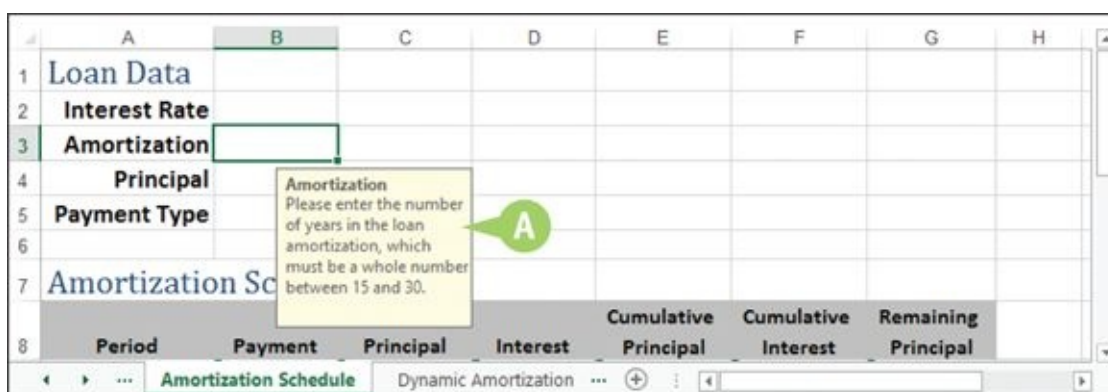 A B C D E F G H
1 Loan Data
2 Interest Rate
3 Amortization
4 Principal
5 Payment Type
6
Amortization
Please enter the number
of years in the loan
amortization, which
must be a whole number
between 15 and 30.
A
7 Amortization Sc
8 Period Payment Principal Interest Cumulative Principal Cumulative Interest Remaining Principal
... Amortization Schedule Dynamic Amortization ...